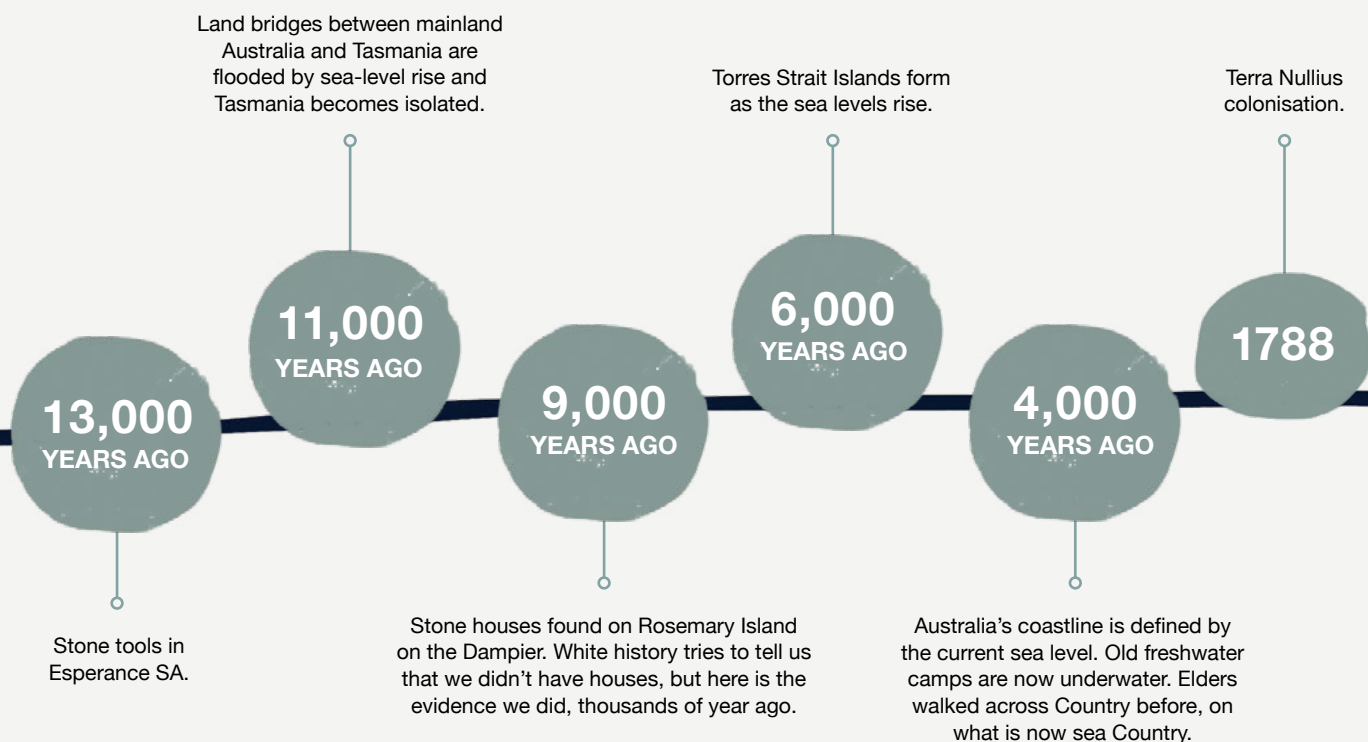 Land bridges between mainland
Australia and Tasmania are
flooded by sea-level rise and
Tasmania becomes isolated.
Torres Strait Islands form
as the sea levels rise.
Terra Nullius
colonisation.
13,000
YEARS AGO
11,000
YEARS AGO
9,000
YEARS AGO
6,000
YEARS AGO
4,000
YEARS AGO
1788
Stone tools in
Esperance SA.
Stone houses found on Rosemary Island
on the Dampier. White history tries to tell us
that we didn’t have houses, but here is the
evidence we did, thousands of year ago.
Australia’s coastline is defined by
the current sea level. Old freshwater
camps are now underwater. Elders
walked across Country before, on
what is now sea Country.